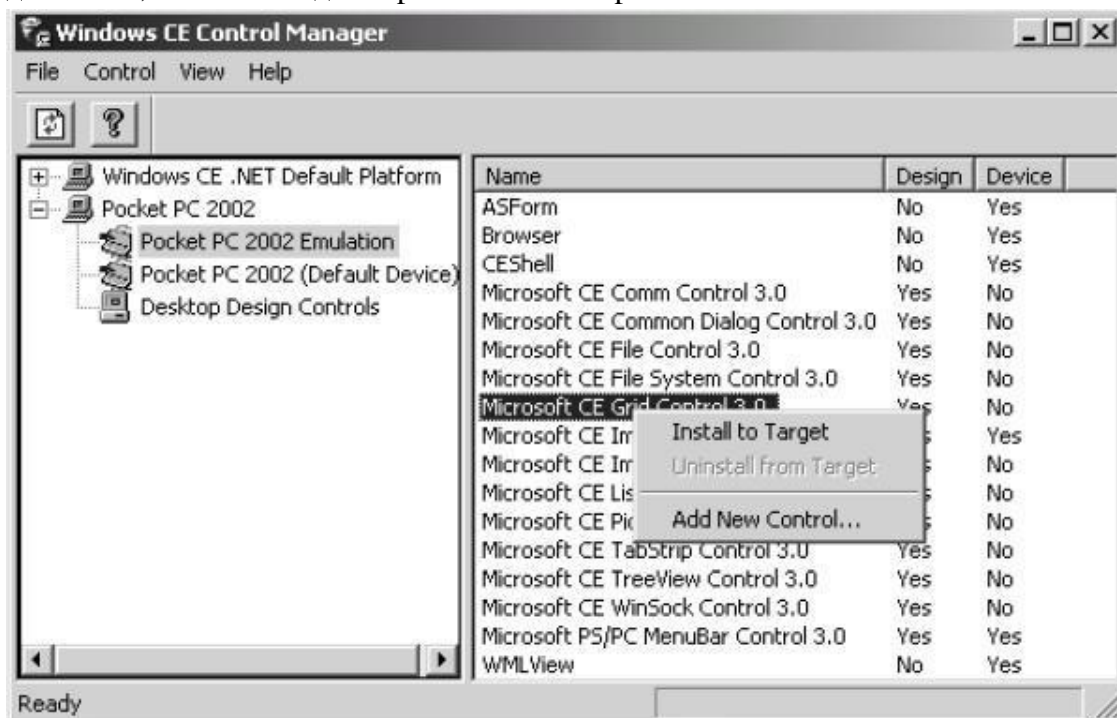 Windows CE Control Manager
File Control View Help
Windows CE .NET Default Platform
Pocket PC 2002
Pocket PC 2002 Emulation
Pocket PC 2002 (Default Device)
Desktop Design Controls
Name Design Device
ASForm No Yes
Browser No Yes
CEShell No Yes
Microsoft CE Comm Control 3.0 Yes No
Microsoft CE Common Dialog Control 3.0 Yes No
Microsoft CE File Control 3.0 Yes No
Microsoft CE File System Control 3.0 Yes No
Microsoft CE Grid Control 3.0 Yes No
Microsoft CE Yes
Microsoft CE No
Microsoft CE No
Microsoft CE No
Install to Target
Uninstall from Target
Add New Control...
Microsoft CE TabStrip Control 3.0 Yes No
Microsoft CE TreeView Control 3.0 Yes No
Microsoft CE WinSock Control 3.0 Yes No
Microsoft PS/PC MenuBar Control 3.0 Yes Yes
WMLView No Yes
Ready